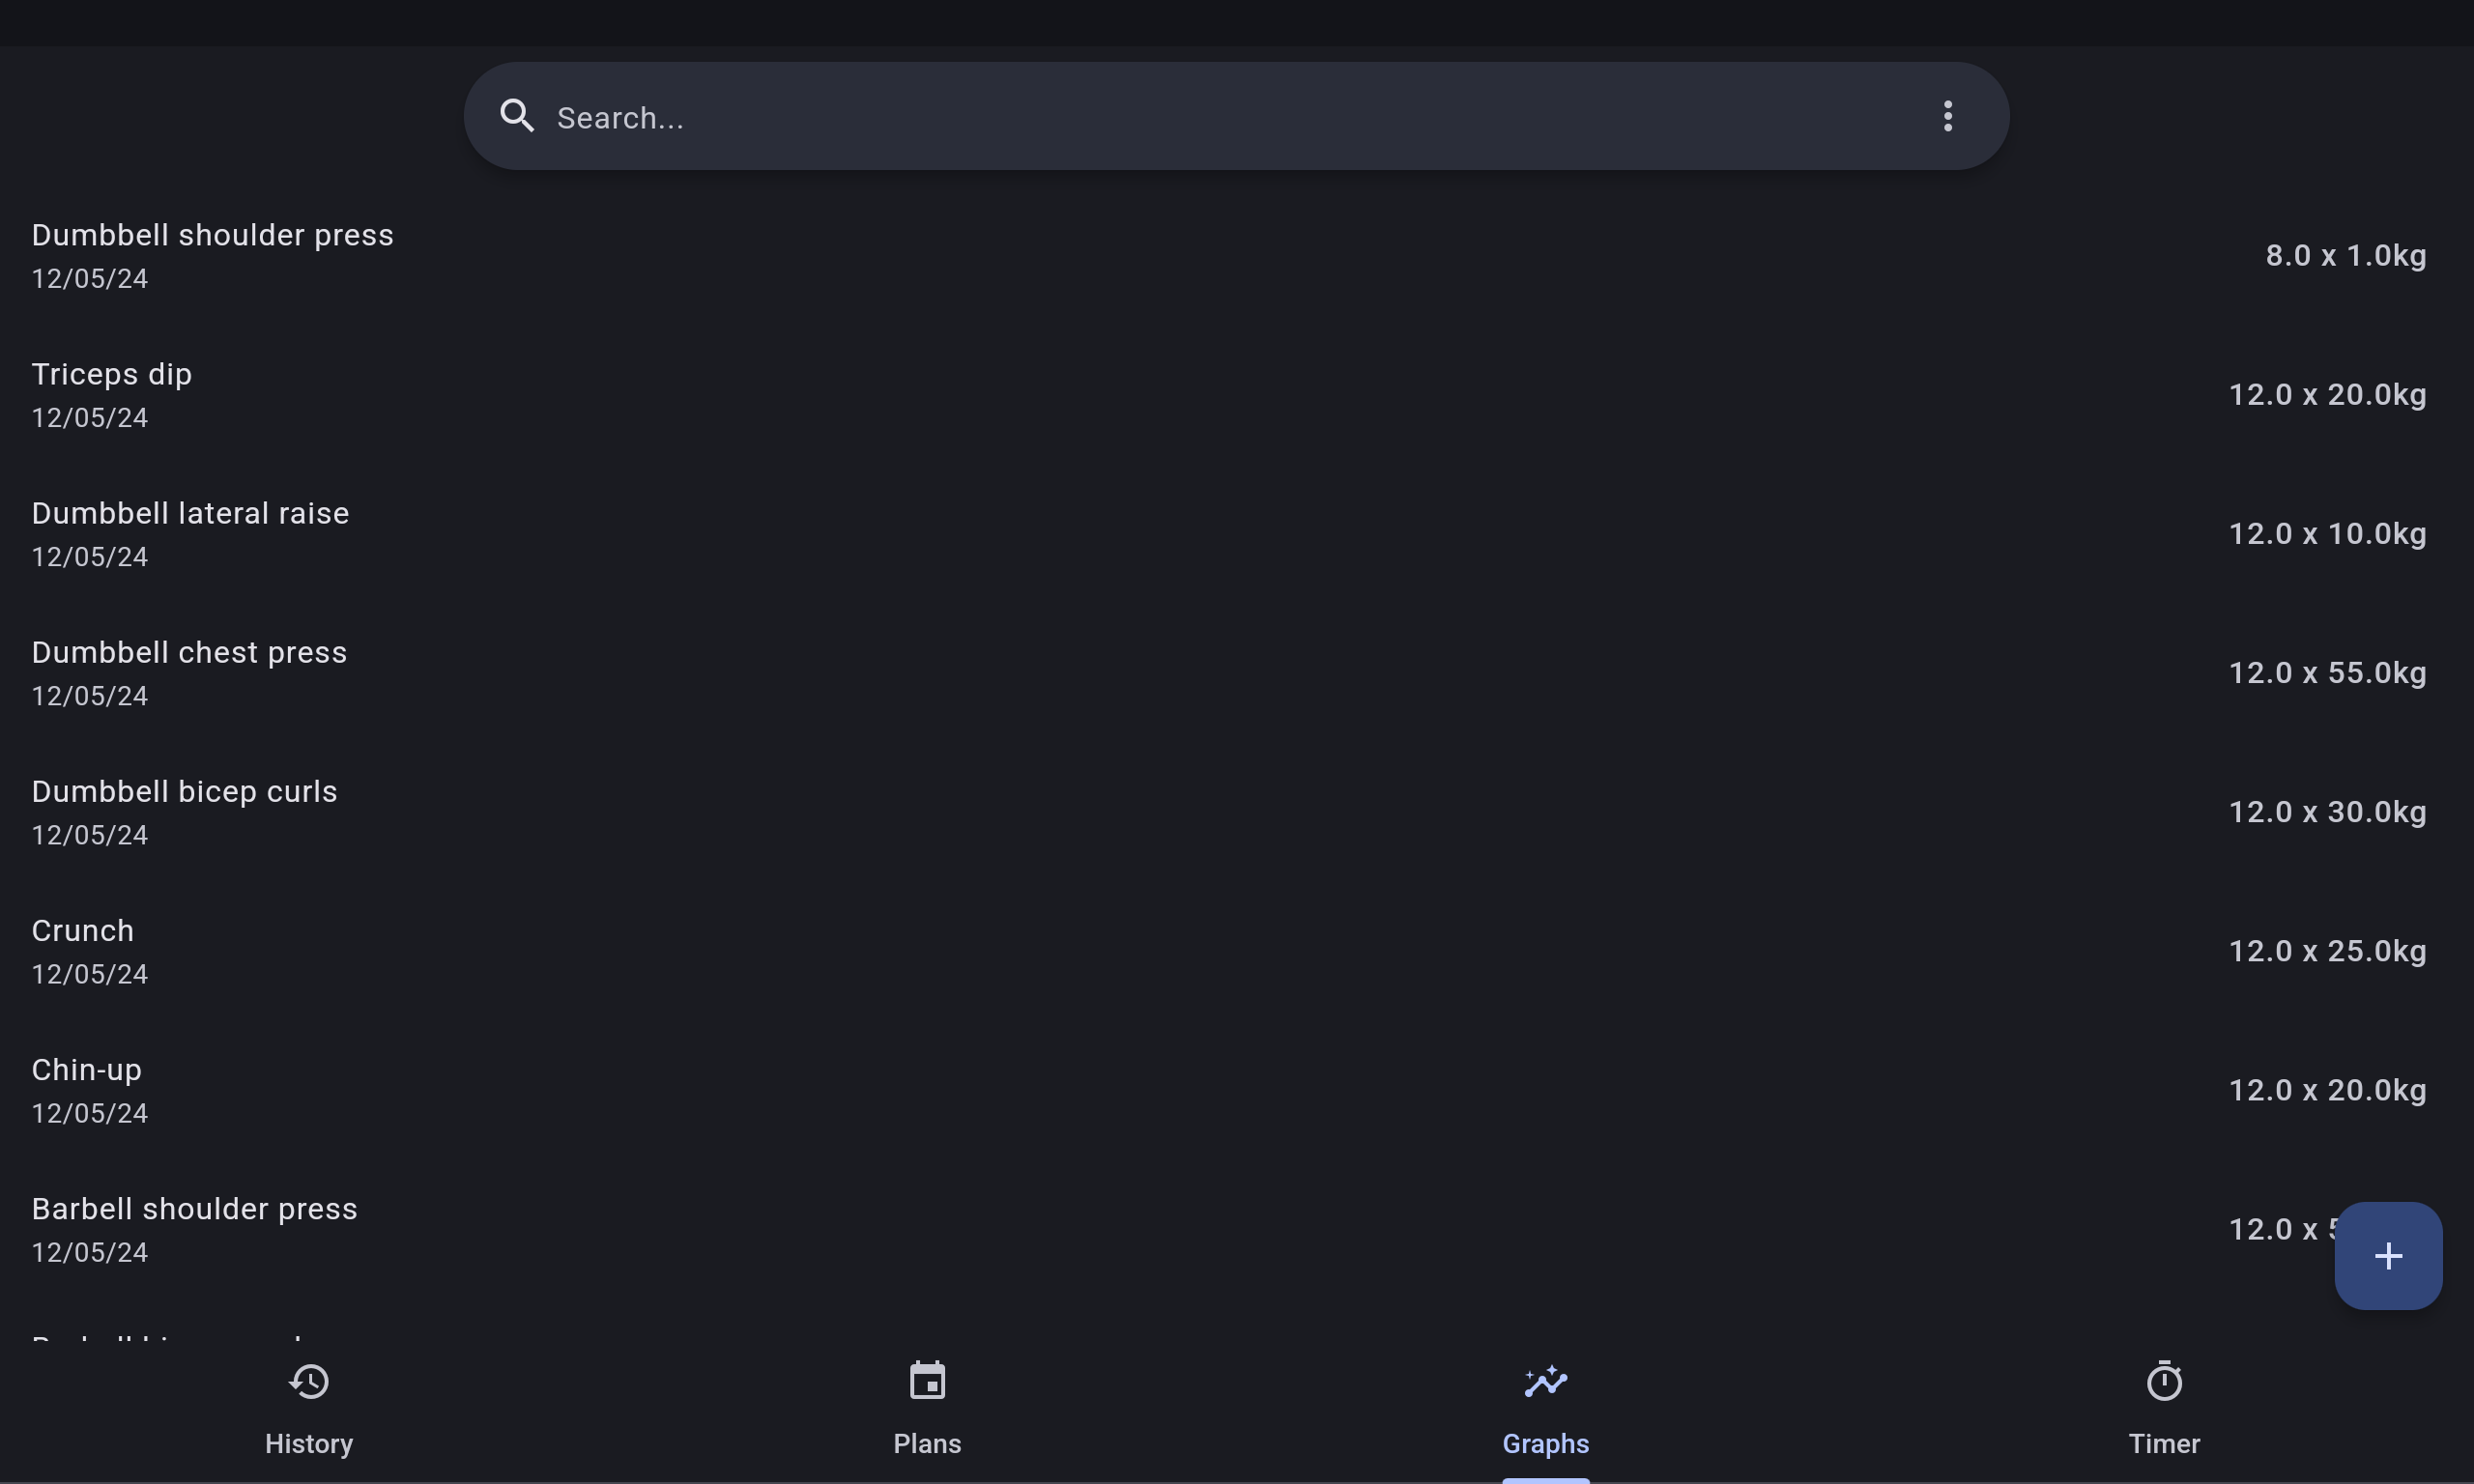 Search...
Dumbbell shoulder press
12/05/24
8.0 x 1.0kg
Triceps dip
12/05/24
12.0 x 20.0kg
Dumbbell lateral raise
12/05/24
12.0 x 10.0kg
Dumbbell chest press
12/05/24
12.0 x 55.0kg
Dumbbell bicep curls
12/05/24
12.0 x 30.0kg
Crunch
12/05/24
12.0 x 25.0kg
Chin-up
12/05/24
12.0 x 20.0kg
Barbell shoulder press
12/05/24
12.0 x
History
Plans
Graphs
Timer